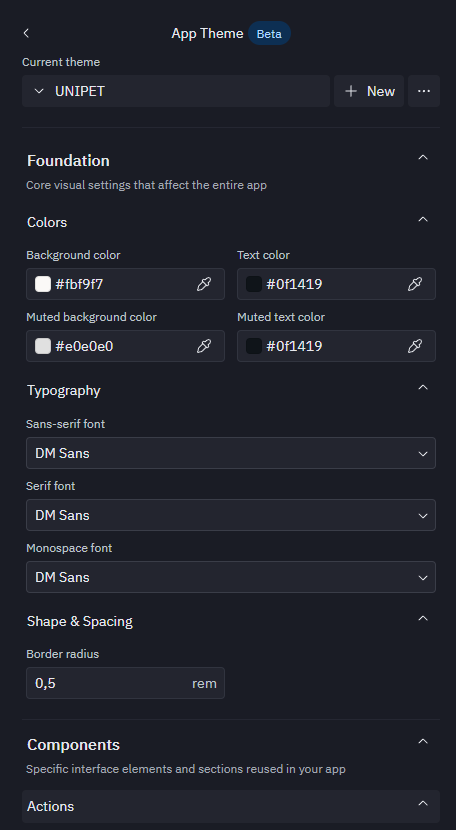 App Theme Beta
Current theme
UNIPET
+ New ...
Foundation
Core visual settings that affect the entire app
Colors
Background color Text color
#fbf9f7 #0f1419
Muted background color Muted text color
#e0e0e0 #0f1419
Typography
Sans-serif font
DM Sans
Serif font
DM Sans
Monospace font
DM Sans
Shape & Spacing
Border radius
0,5 rem
Components
Specific interface elements and sections reused in your app
Actions